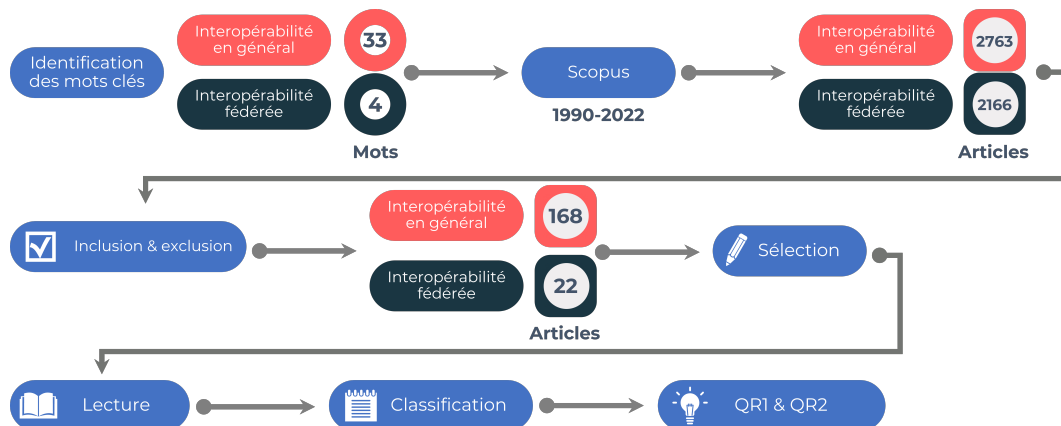 Identification
des mots clés
Interopérabilité
en général
33
Interopérabilité
fédérée
4
Mots
Scopus
1990-2022
Interopérabilité
en général
2763
Interopérabilité
fédérée
2166
Articles
Inclusion & exclusion
Interopérabilité
en général
168
Interopérabilité
fédérée
22
Articles
Sélection
Lecture
Classification
QR1 & QR2